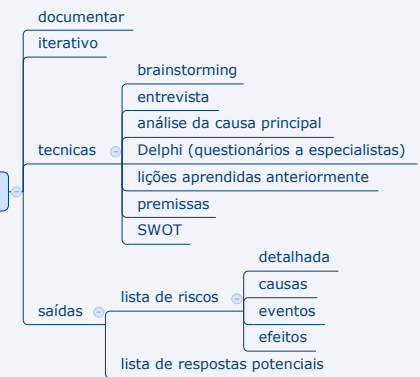 documentar
iterativo
tecnicas
brainstorming
entrevista
análise da causa principal
Delphi (questionários a especialistas)
lições aprendidas anteriormente
premissas
SWOT
saídas
lista de riscos
detalhada
causas
eventos
efeitos
lista de respostas potenciais